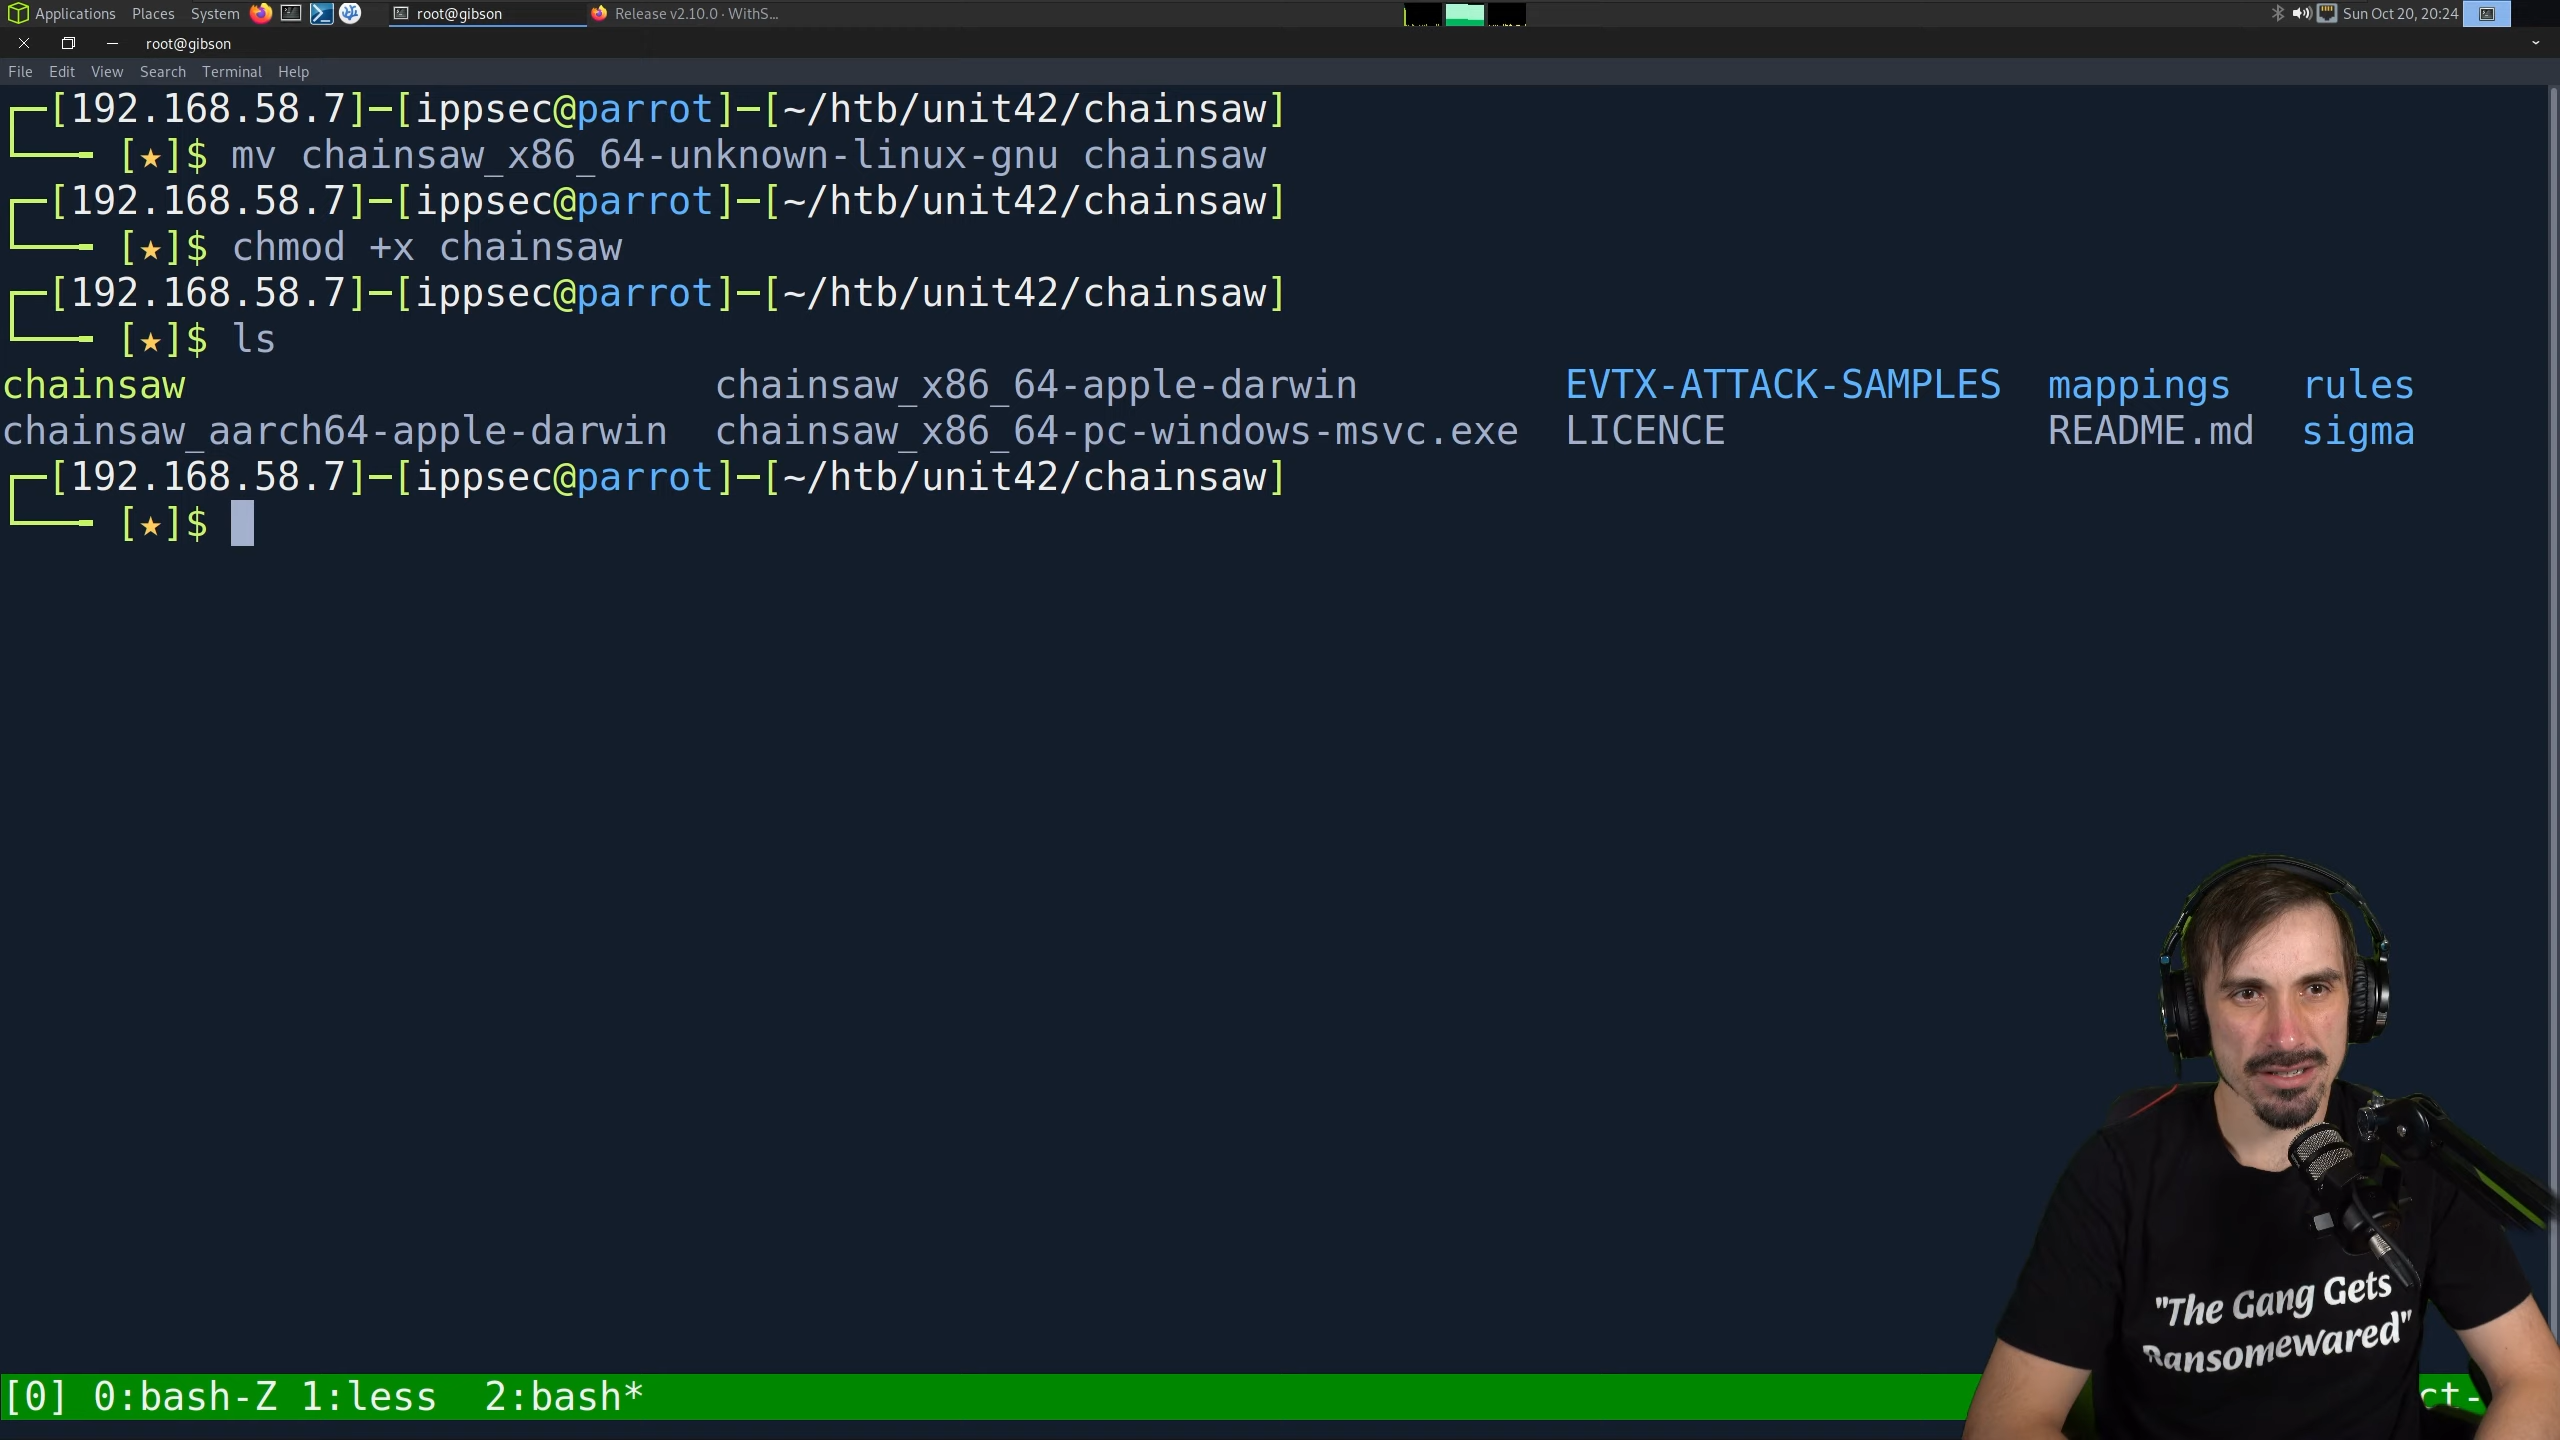 Applications Places System root@gibson Release v2.10.0 · WithS... Sun Oct 20, 20:24
root@gibson
File Edit View Search Terminal Help
[192.168.58.7]─[ippsec@parrot]─[~/htb/unit42/chainsaw]
[★]$ mv chainsaw_x86_64-unknown-linux-gnu chainsaw
[192.168.58.7]─[ippsec@parrot]─[~/htb/unit42/chainsaw]
[★]$ chmod +x chainsaw
[192.168.58.7]─[ippsec@parrot]─[~/htb/unit42/chainsaw]
[★]$ ls
chainsaw chainsaw_x86_64-apple-darwin EVTX-ATTACK-SAMPLES mappings rules
chainsaw_aarch64-apple-darwin chainsaw_x86_64-pc-windows-msvc.exe LICENCE README.md sigma
[192.168.58.7]─[ippsec@parrot]─[~/htb/unit42/chainsaw]
[★]$
"The Gang Gets
Ransomewared"
[0] 0:bash-Z 1:less 2:bash* ct-